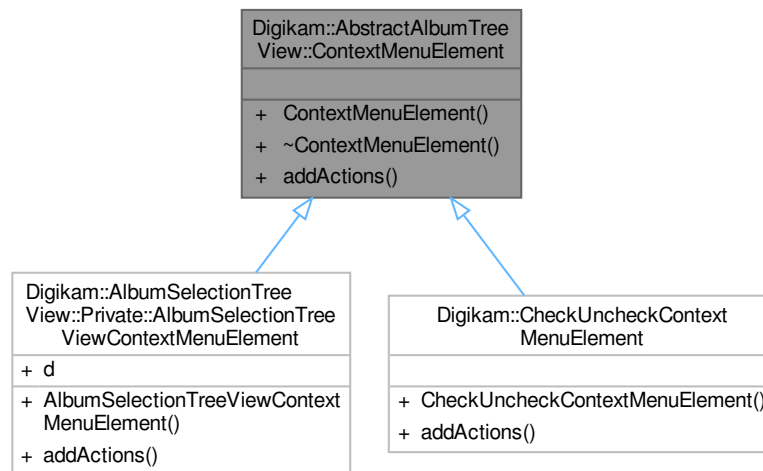 Digikam::AbstractAlbumTree
View::ContextMenuElement
+ ContextMenuElement()
+ ~ContextMenuElement()
+ addActions()
Digikam::AlbumSelectionTree
View::Private::AlbumSelectionTree
ViewContextMenuElement
+ d
+ AlbumSelectionTreeViewContext
MenuElement()
+ addActions()
Digikam::CheckUncheckContext
MenuElement
+ CheckUncheckContextMenuElement()
+ addActions()